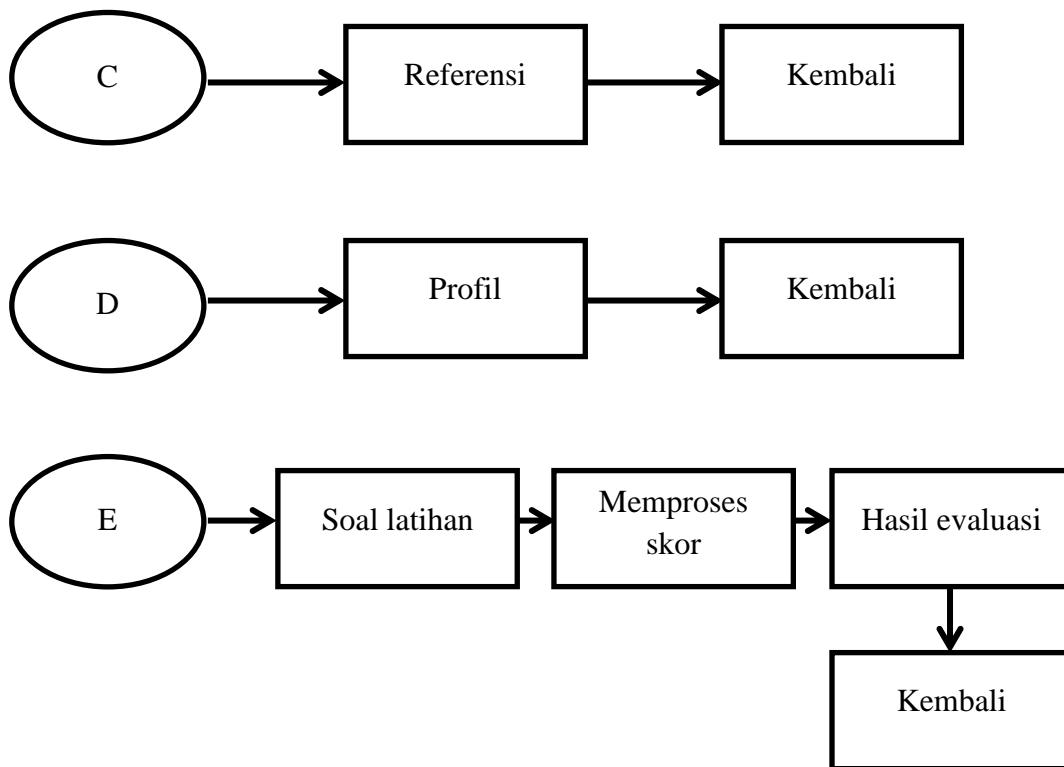 C
Referensi
Kembali
D
Profil
Kembali
E
Soal latihan
Memproses
skor
Hasil evaluasi
Kembali